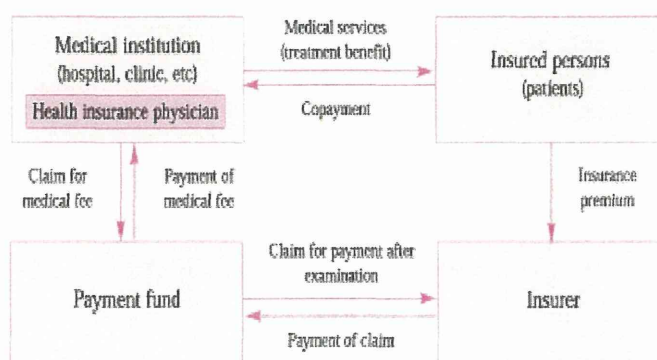 Medical institution
(hospital, clinic, etc)
Health insurance physician
Medical services
(treatment benefit)
Copayment
Insured persons
(patients)
Claim for
medical fee
Payment of
medical fee
Insurance
premium
Payment fund
Claim for payment after
examination
Payment of claim
Insurer